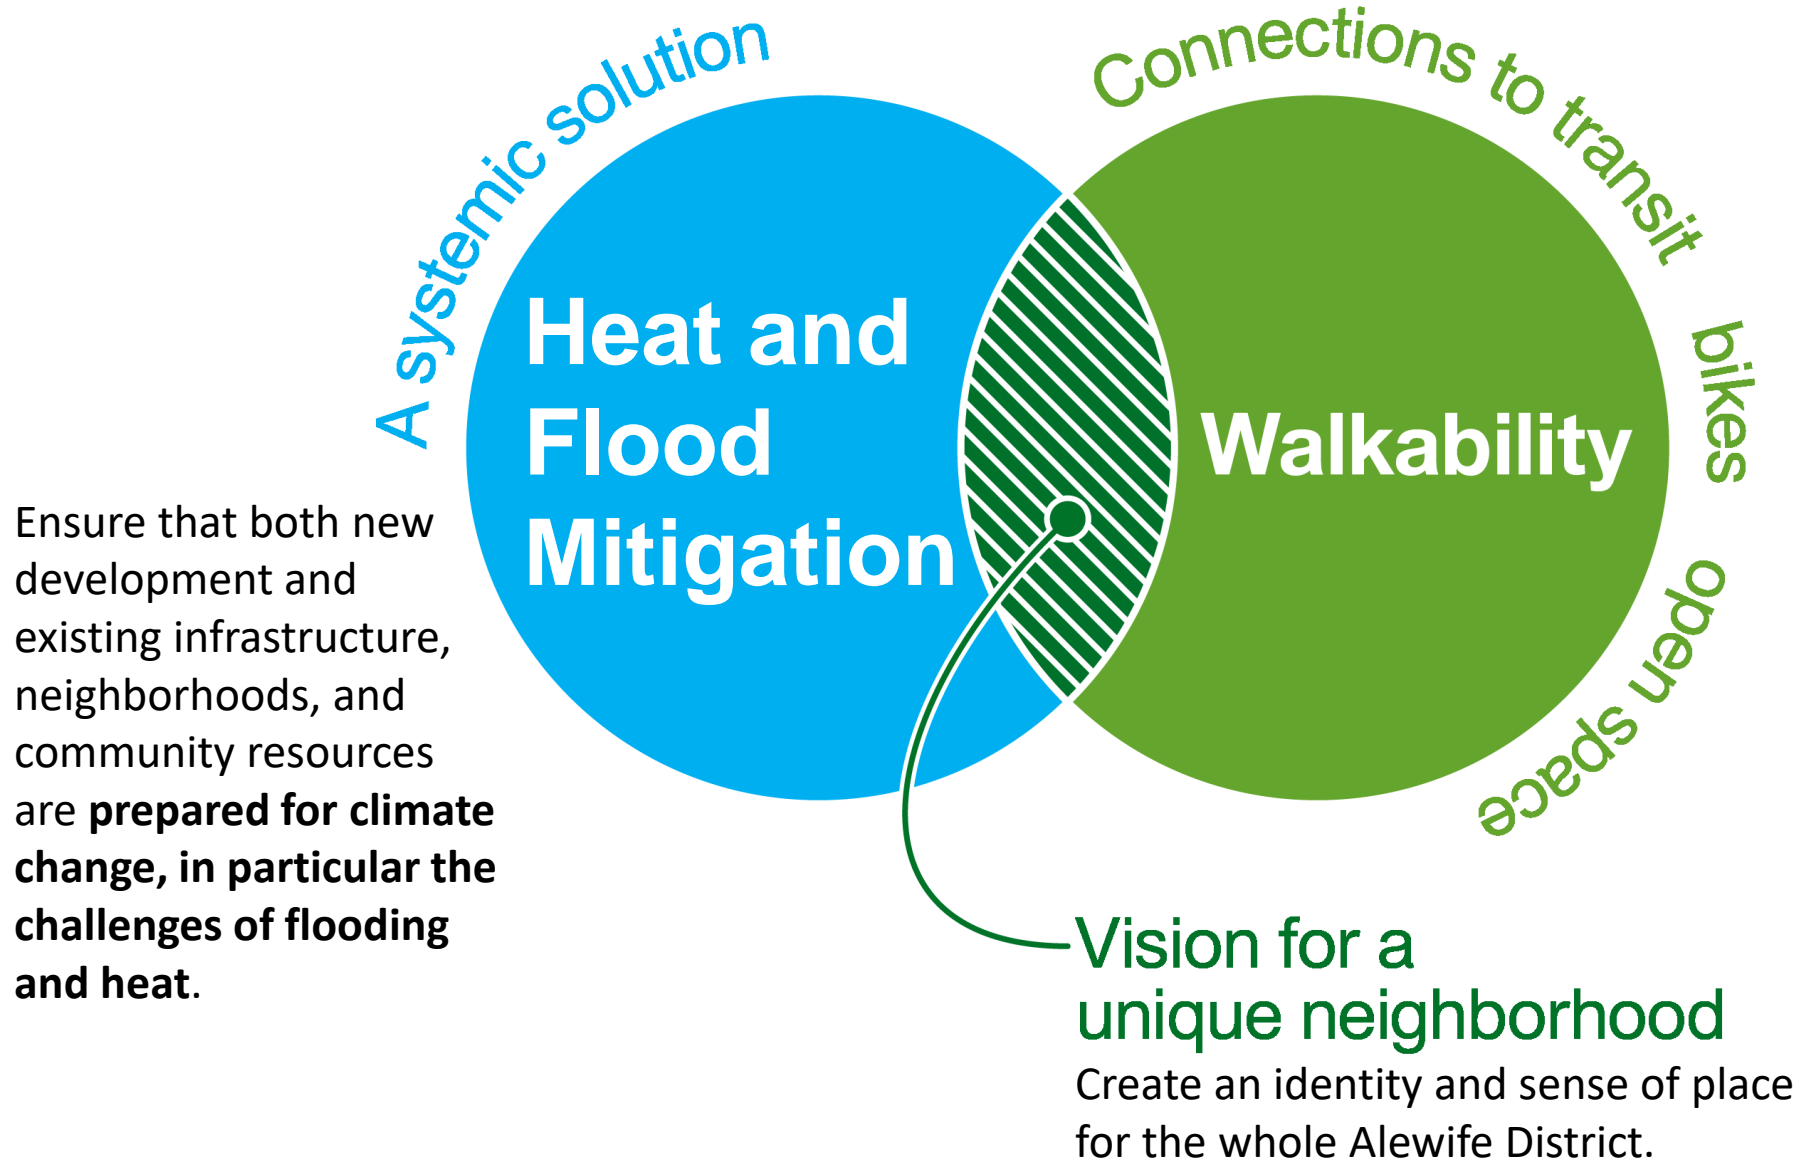 A systemic solution
Connections to transit
bikes
open space
Heat and
Flood
Mitigation
Walkability
Ensure that both new
development and
existing infrastructure,
neighborhoods, and
community resources
are prepared for climate
change, in particular the
challenges of flooding
and heat.
Vision for a
unique neighborhood
Create an identity and sense of place
for the whole Alewife District.